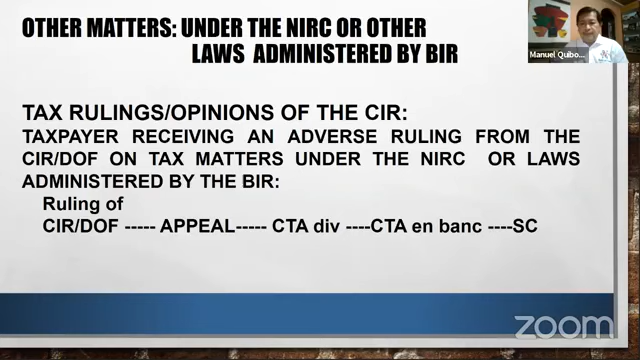 OTHER MATTERS: UNDER THE NIRC OR OTHER
LAWS ADMINISTERED BY BIR
Manuel Quibo...
TAX RULINGS/OPINIONS OF THE CIR:
TAXPAYER RECEIVING AN ADVERSE RULING FROM THE
CIR/DOF ON TAX MATTERS UNDER THE NIRC OR LAWS
ADMINISTERED BY THE BIR:
Ruling of
CIR/DOF ----- APPEAL----- CTA div ----CTA en banc ----SC
zoom